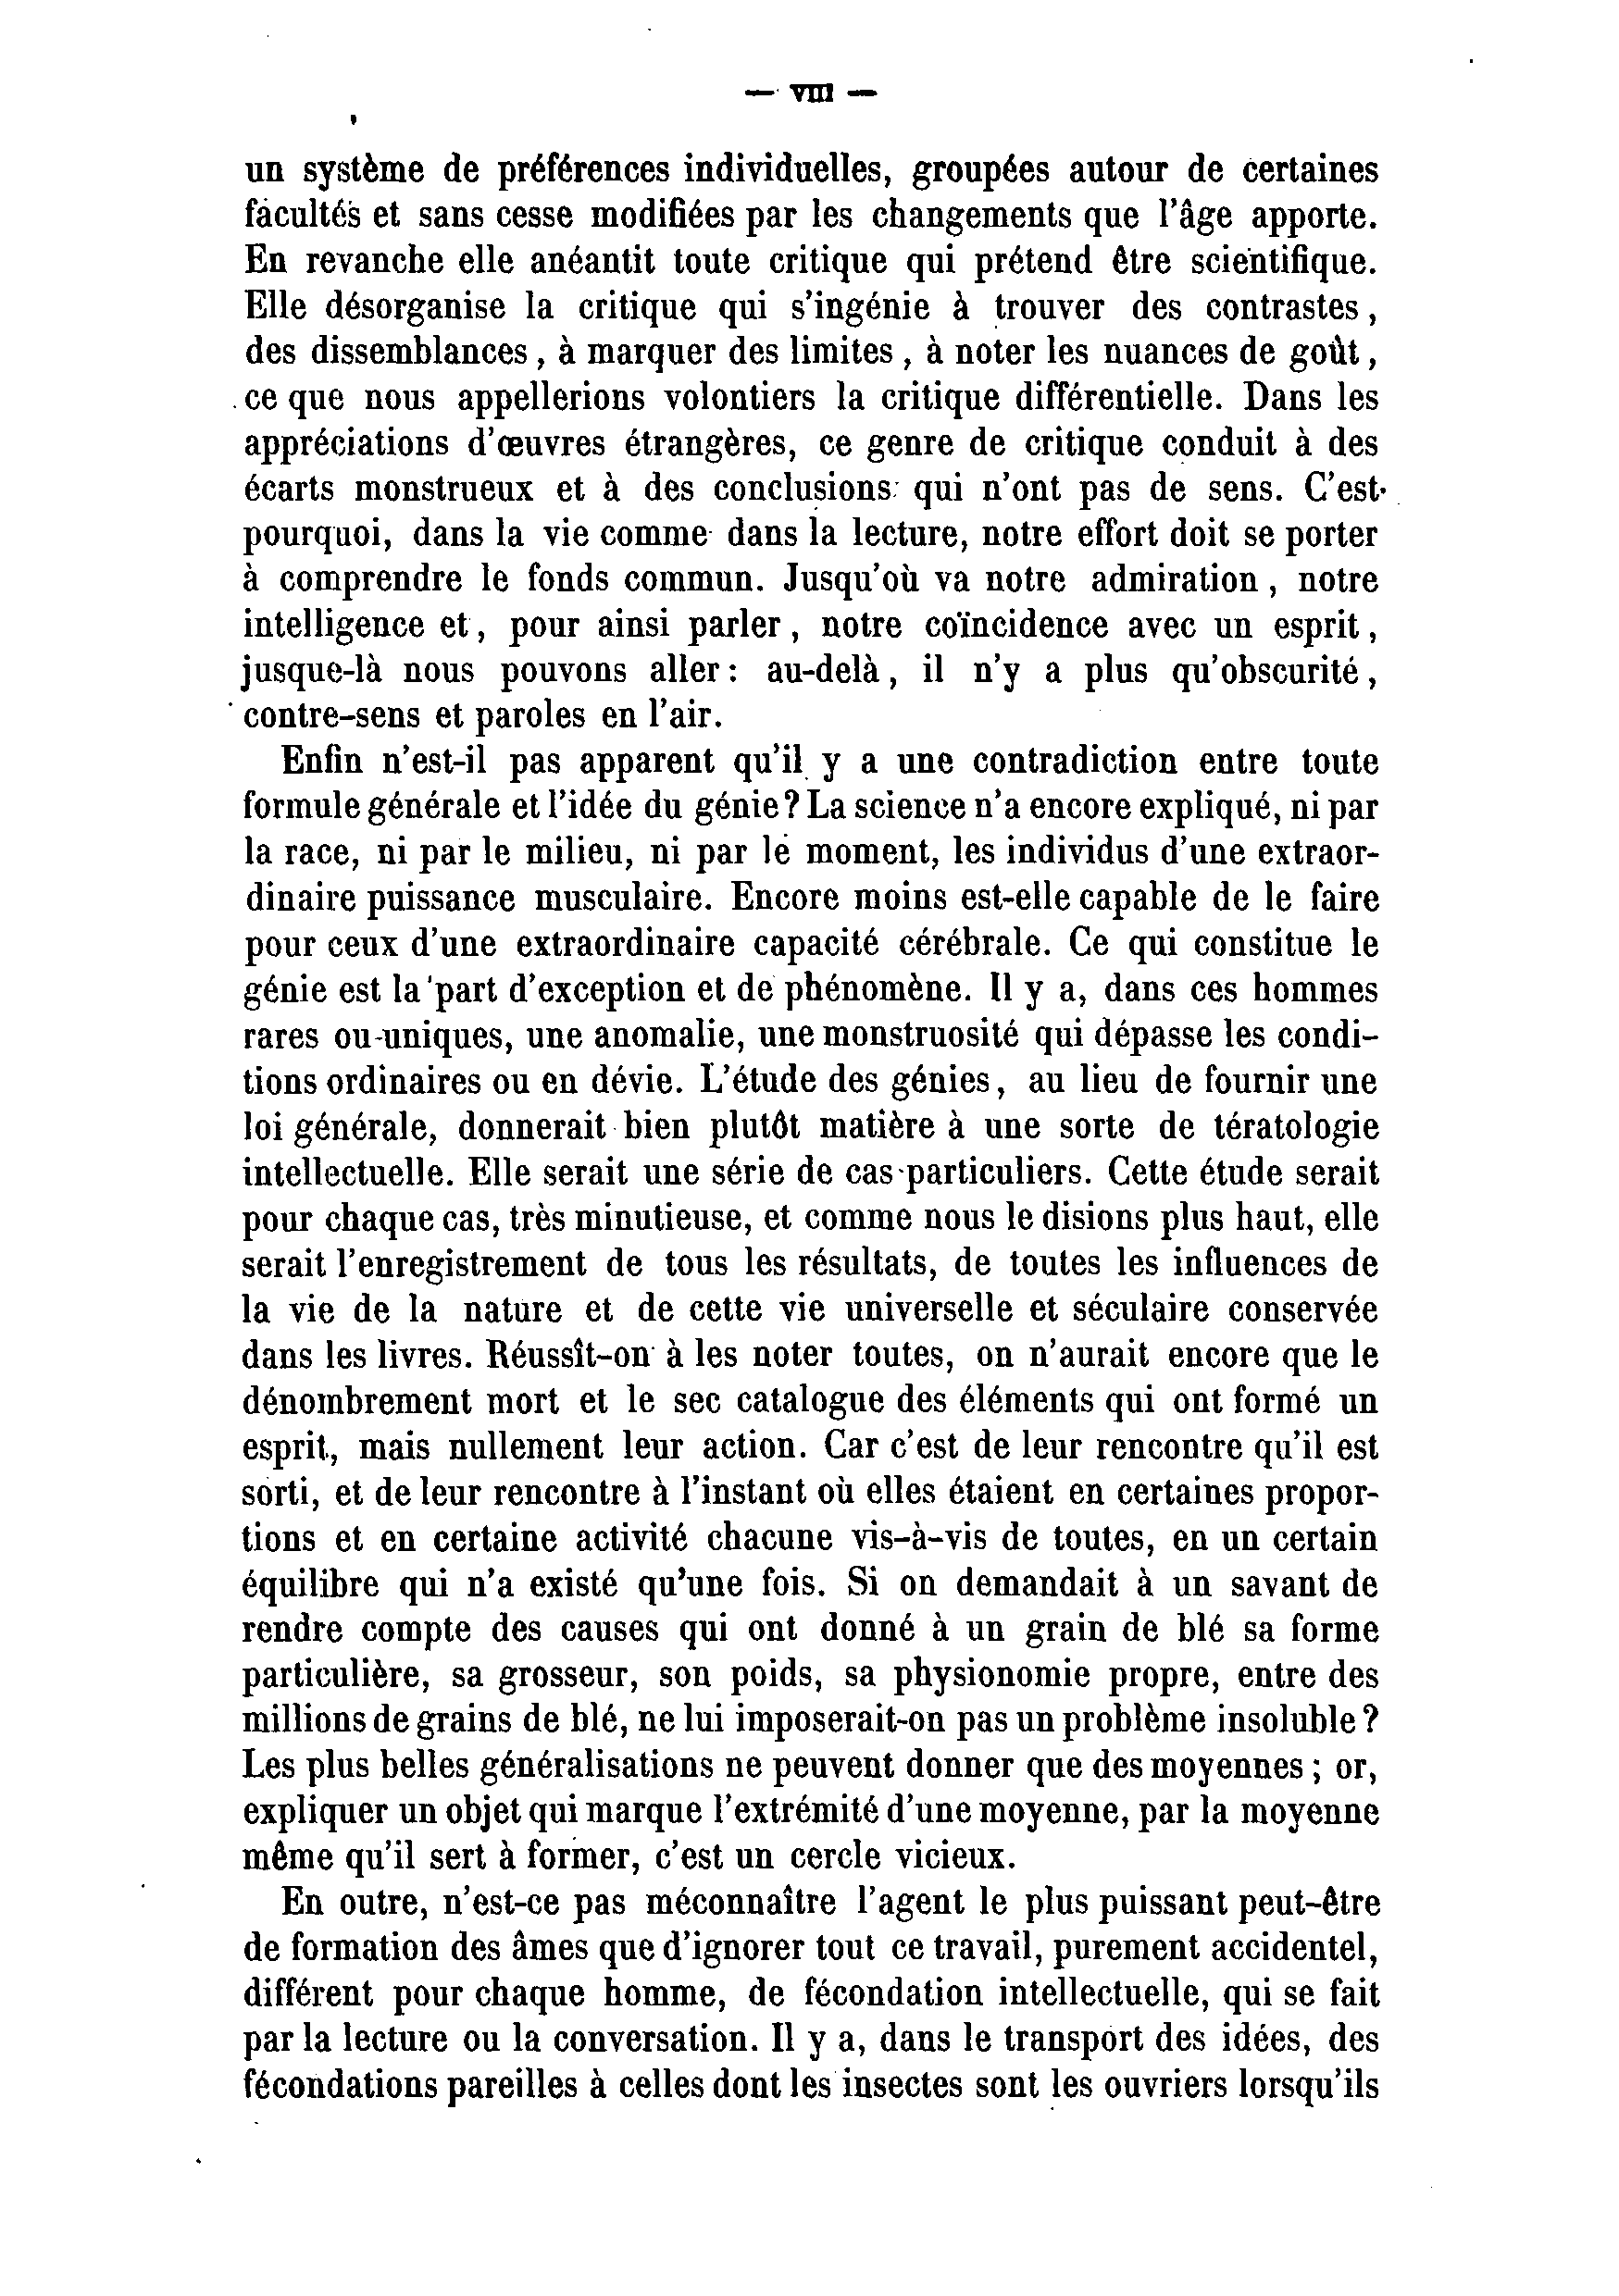 — VIII —
un système de préférences individuelles, groupées autour de certaines
facultés et sans cesse modifiées par les changements que l'âge apporte.
En revanche elle anéantit toute critique qui prétend être scientifique.
Elle désorganise la critique qui s'ingénie à trouver des contrastes,
des dissemblances, à marquer des limites, à noter les nuances de goût,
ce que nous appellerions volontiers la critique différentielle. Dans les
appréciations d'œuvres étrangères, ce genre de critique conduit à des
écarts monstrueux et à des conclusions qui n'ont pas de sens. C'est
pourquoi, dans la vie comme dans la lecture, notre effort doit se porter
à comprendre le fonds commun. Jusqu'où va notre admiration, notre
intelligence et, pour ainsi parler, notre coïncidence avec un esprit,
jusque-là nous pouvons aller : au-delà, il n'y a plus qu'obscurité,
contre-sens et paroles en l'air.
Enfin n'est-il pas apparent qu'il y a une contradiction entre toute
formule générale et l'idée du génie ? La science n'a encore expliqué, ni par
la race, ni par le milieu, ni par le moment, les individus d'une extraor-
dinaire puissance musculaire. Encore moins est-elle capable de le faire
pour ceux d'une extraordinaire capacité cérébrale. Ce qui constitue le
génie est la part d'exception et de phénomène. Il y a, dans ces hommes
rares ou uniques, une anomalie, une monstruosité qui dépasse les condi-
tions ordinaires ou en dévie. L'étude des génies, au lieu de fournir une
loi générale, donnerait bien plutôt matière à une sorte de tératologie
intellectuelle. Elle serait une série de cas particuliers. Cette étude serait
pour chaque cas, très minutieuse, et comme nous le disions plus haut, elle
serait l'enregistrement de tous les résultats, de toutes les influences de
la vie de la nature et de cette vie universelle et séculaire conservée
dans les livres. Réussît-on à les noter toutes, on n'aurait encore que le
dénombrement mort et le sec catalogue des éléments qui ont formé un
esprit, mais nullement leur action. Car c'est de leur rencontre qu'il est
sorti, et de leur rencontre à l'instant où elles étaient en certaines propor-
tions et en certaine activité chacune vis-à-vis de toutes, en un certain
équilibre qui n'a existé qu'une fois. Si on demandait à un savant de
rendre compte des causes qui ont donné à un grain de blé sa forme
particulière, sa grosseur, son poids, sa physionomie propre, entre des
millions de grains de blé, ne lui imposerait-on pas un problème insoluble ?
Les plus belles généralisations ne peuvent donner que des moyennes ; or,
expliquer un objet qui marque l'extrémité d'une moyenne, par la moyenne
même qu'il sert à former, c'est un cercle vicieux.
En outre, n'est-ce pas méconnaître l'agent le plus puissant peut-être
de formation des âmes que d'ignorer tout ce travail, purement accidentel,
différent pour chaque homme, de fécondation intellectuelle, qui se fait
par la lecture ou la conversation. Il y a, dans le transport des idées, des
fécondations pareilles à celles dont les insectes sont les ouvriers lorsqu'ils